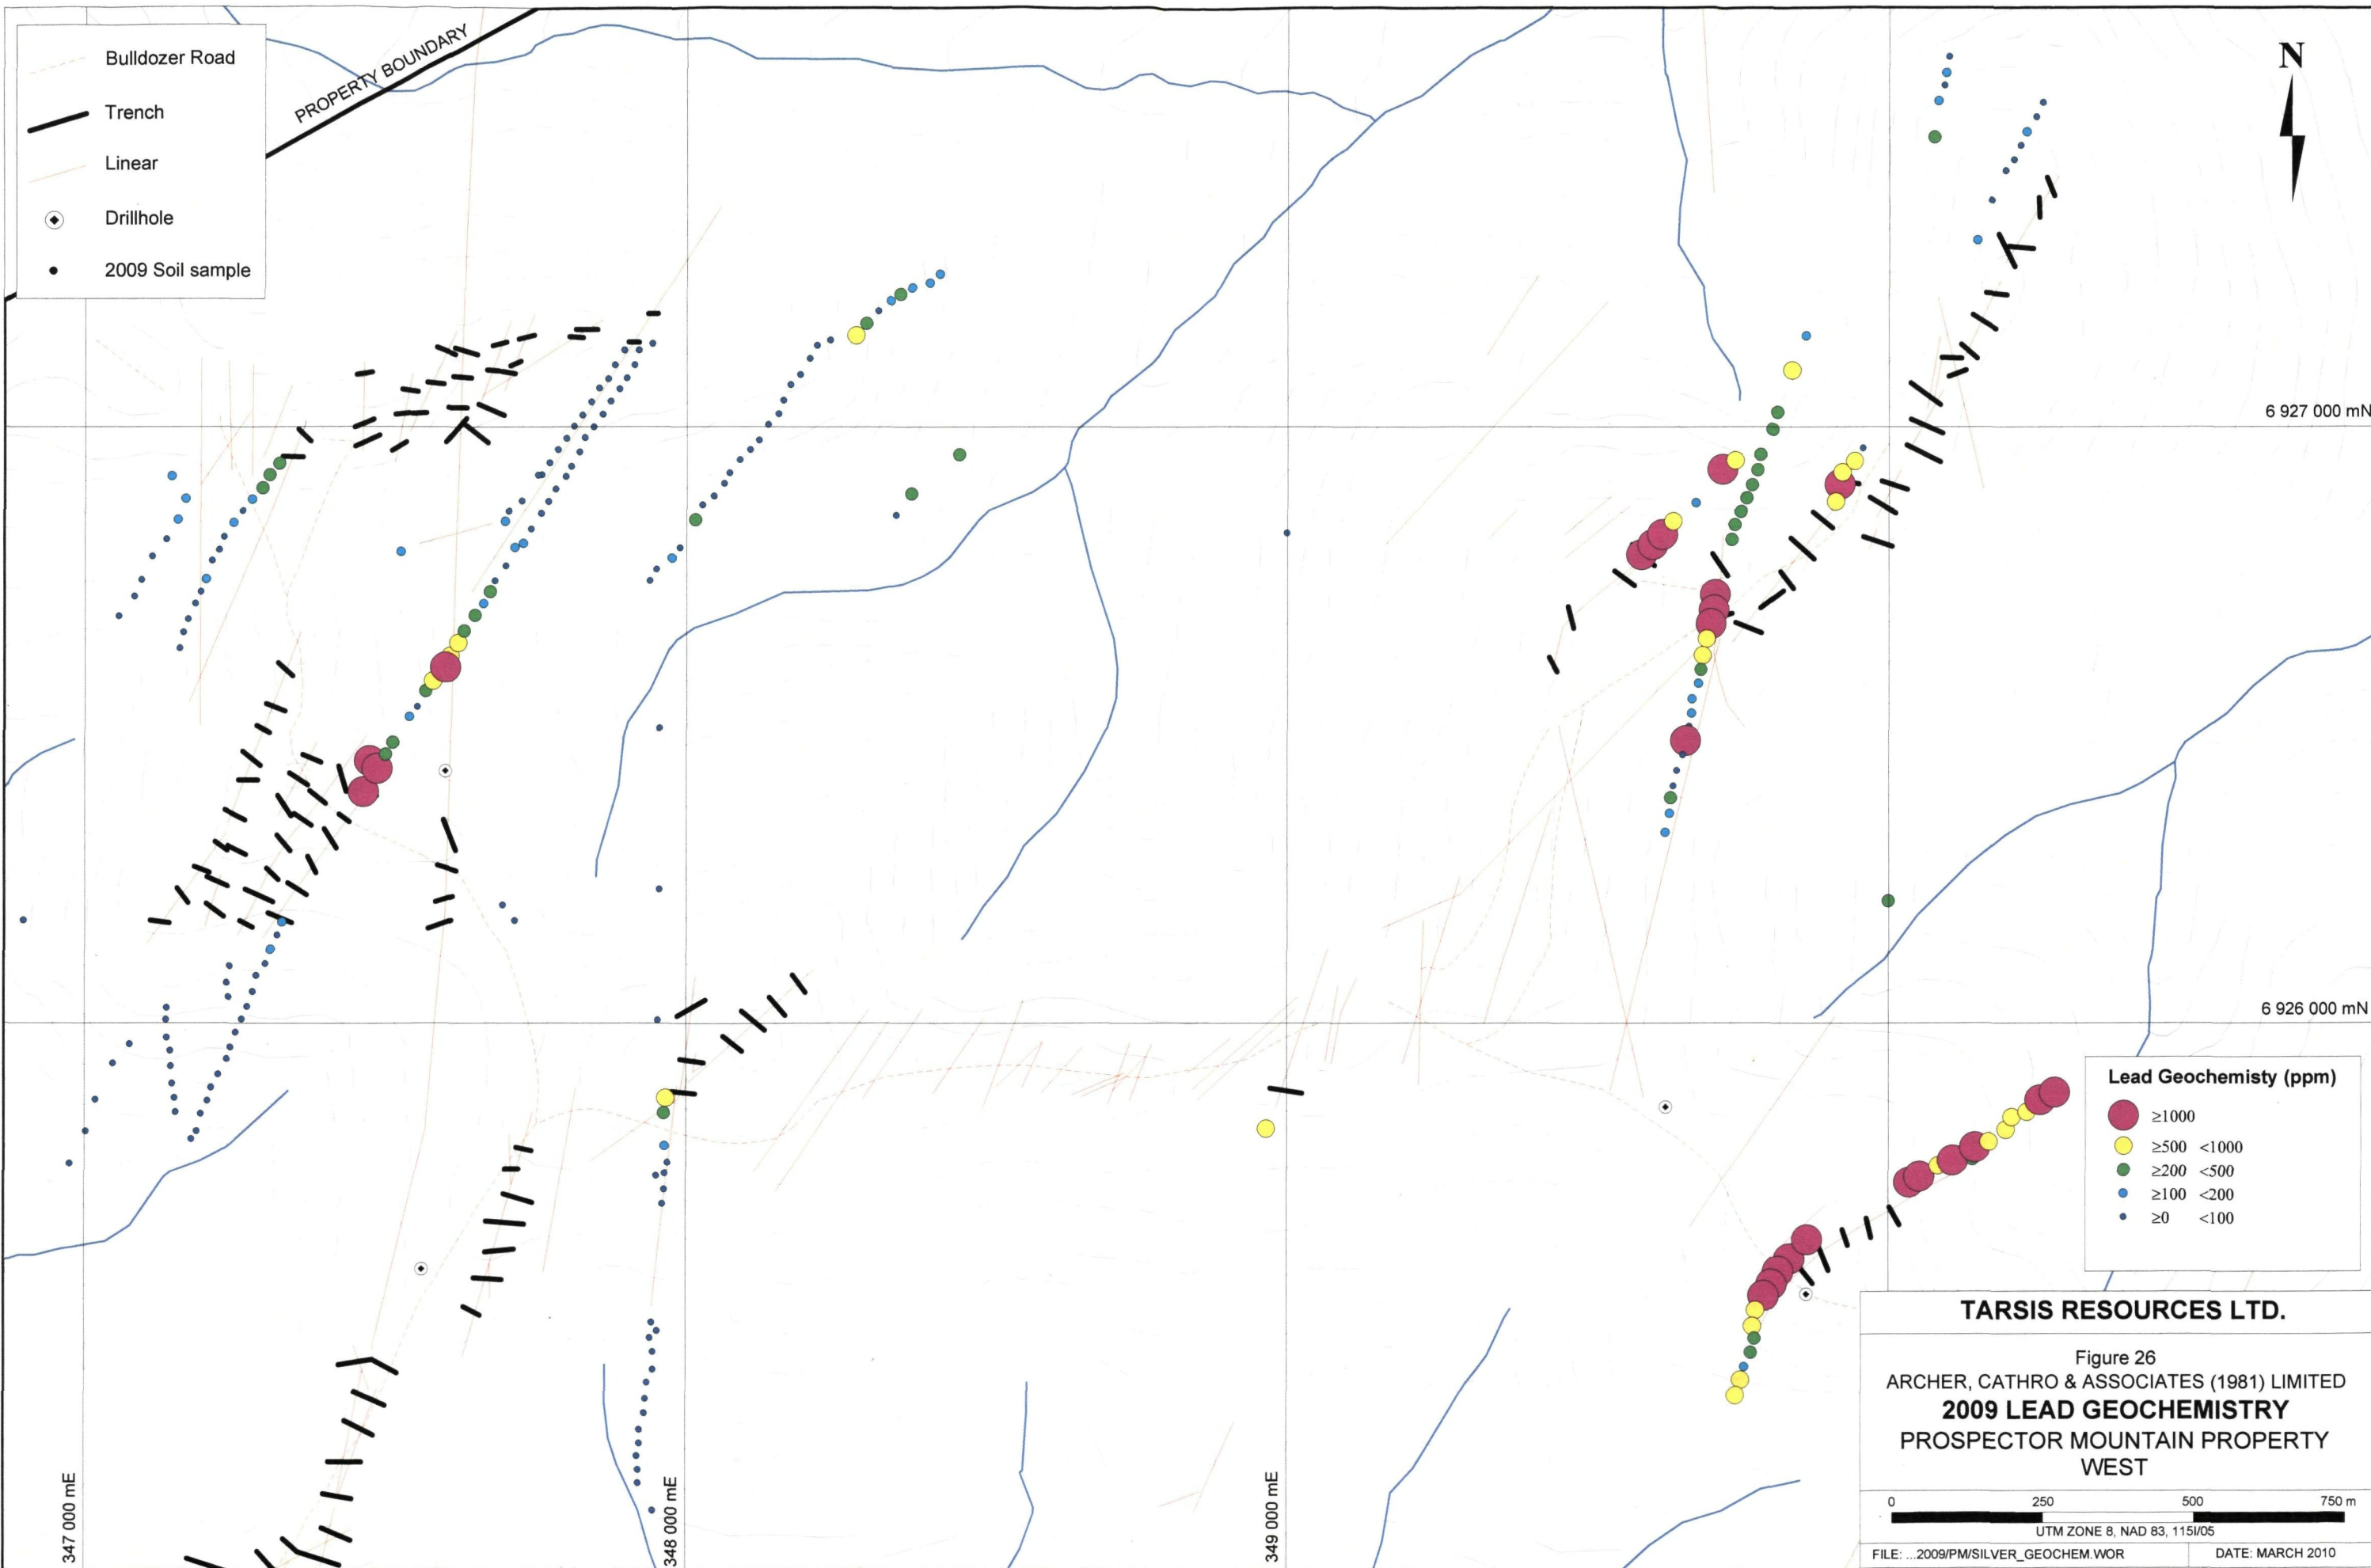 Bulldozer Road
Trench
Linear
Drillhole
2009 Soil sample
PROPERTY BOUNDARY
N
6 927 000 mN
6 926 000 mN
347 000 mE
348 000 mE
349 000 mE
Lead Geochemisty (ppm)
≥1000
≥500 <1000
≥200 <500
≥100 <200
≥0 <100
TARSIS RESOURCES LTD.
Figure 26
ARCHER, CATHRO & ASSOCIATES (1981) LIMITED
2009 LEAD GEOCHEMISTRY
PROSPECTOR MOUNTAIN PROPERTY
WEST
0 250 500 750 m
UTM ZONE 8, NAD 83, 115I/05
FILE: ...2009/PM/SILVER_GEOCHEM.WOR DATE: MARCH 2010